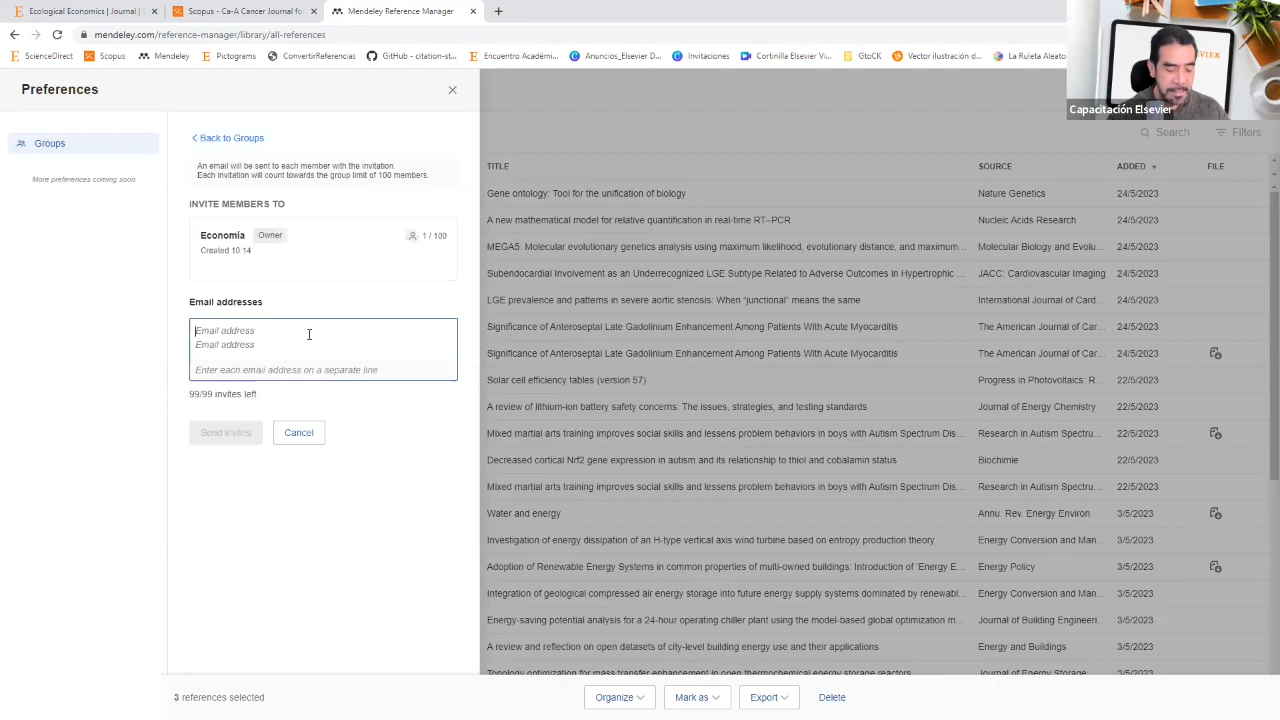 Ecological Economics | Journal | S
Scopus - Ca-A Cancer Journal for
Mendeley Reference Manager
mendeley.com/reference-manager/library/all-references
ScienceDirect
Scopus
Mendeley
Pictograms
ConvertirReferencias
GitHub - citation-st...
Encuentro Académi...
Anuncios_Elsevier D...
Invitaciones
Cortinilla Elsevier Vi...
GtoCK
Vector ilustración d...
La Ruleta Aleato
Capacitación Elsevier
Preferences
Groups
More preferences coming soon
Back to Groups
An email will be sent to each member with the invitation.
Each invitation will count towards the group limit of 100 members.
INVITE MEMBERS TO
Economía Owner 1 / 100
Created 10:14
Email addresses
Email address
Email address
Enter each email address on a separate line
99/99 invites left
Send invites Cancel
Search Filters
TITLE SOURCE ADDED FILE
Gene ontology: Tool for the unification of biology Nature Genetics 24/5/2023
A new mathematical model for relative quantification in real-time RT–PCR Nucleic Acids Research 24/5/2023
MEGA5: Molecular evolutionary genetics analysis using maximum likelihood, evolutionary distance, and maximum... Molecular Biology and Evolu... 24/5/2023
Subendocardial Involvement as an Underrecognized LGE Subtype Related to Adverse Outcomes in Hypertrophic ... JACC: Cardiovascular Imaging 24/5/2023
LGE prevalence and patterns in severe aortic stenosis: When “junctional” means the same International Journal of Card... 24/5/2023
Significance of Anteroseptal Late Gadolinium Enhancement Among Patients With Acute Myocarditis The American Journal of Car... 24/5/2023
Significance of Anteroseptal Late Gadolinium Enhancement Among Patients With Acute Myocarditis The American Journal of Car... 24/5/2023
Solar cell efficiency tables (version 57) Progress in Photovoltaics: R... 24/5/2023
A review of lithium-ion battery safety concerns: The issues, strategies, and testing standards Journal of Energy Chemistry 22/5/2023
Mixed martial arts training improves social skills and lessens problem behaviors in boys with Autism Spectrum Dis... Research in Autism Spectru... 22/5/2023
Decreased cortical Nrf2 gene expression in autism and its relationship to thiol and cobalamin status Biochimie 22/5/2023
Mixed martial arts training improves social skills and lessens problem behaviors in boys with Autism Spectrum Dis... Research in Autism Spectru... 22/5/2023
Water and energy Annu. Rev. Energy Environ 3/5/2023
Investigation of energy dissipation of an H-type vertical axis wind turbine based on entropy production theory Energy Conversion and Man... 3/5/2023
Adoption of Renewable Energy Systems in common properties of multi-owned buildings: Introduction of ‘Energy E... Energy Policy 3/5/2023
Integration of geological compressed air energy storage into future energy supply systems dominated by renewabl... Energy Conversion and Man... 3/5/2023
Energy-saving potential analysis for a 24-hour operating chiller plant using the model-based global optimization m... Journal of Building Engineeri... 3/5/2023
A review and reflection on open datasets of city-level building energy use and their applications Energy and Buildings 3/5/2023
Topology optimization for mass transfer enhancement in open thermochemical energy storage reactors Journal of Energy Storage 3/5/2023
3 references selected Organize Mark as Export Delete